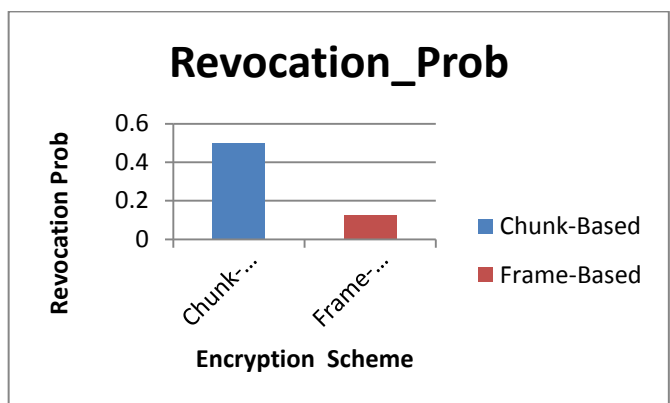 Revocation_Prob
Revocation Prob
0.6
0.4
0.2
0
Chunk-...
Frame-...
Encryption Scheme
Chunk-Based
Frame-Based